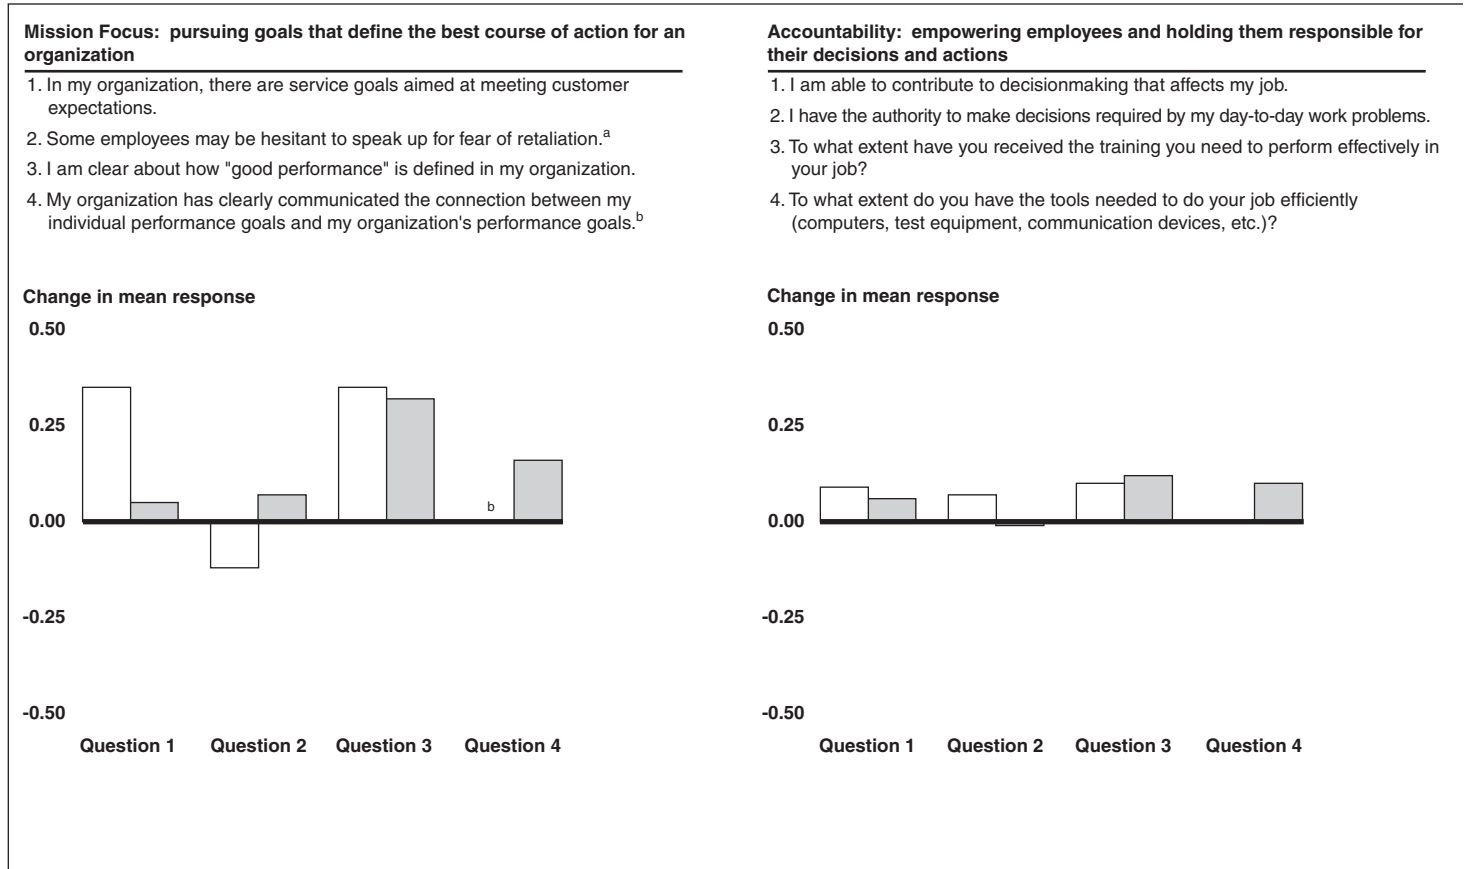 Mission Focus: pursuing goals that define the best course of action for an
organization
1. In my organization, there are service goals aimed at meeting customer
expectations.
2. Some employees may be hesitant to speak up for fear of retaliation.a
3. I am clear about how "good performance" is defined in my organization.
4. My organization has clearly communicated the connection between my
individual performance goals and my organization's performance goals.b
Change in mean response
0.50
0.25
b
0.00
-0.25
-0.50
Question 1 Question 2 Question 3 Question 4
Accountability: empowering employees and holding them responsible for
their decisions and actions
1. I am able to contribute to decisionmaking that affects my job.
2. I have the authority to make decisions required by my day-to-day work problems.
3. To what extent have you received the training you need to perform effectively in
your job?
4. To what extent do you have the tools needed to do your job efficiently
(computers, test equipment, communication devices, etc.)?
Change in mean response
0.50
0.25
0.00
-0.25
-0.50
Question 1 Question 2 Question 3 Question 4